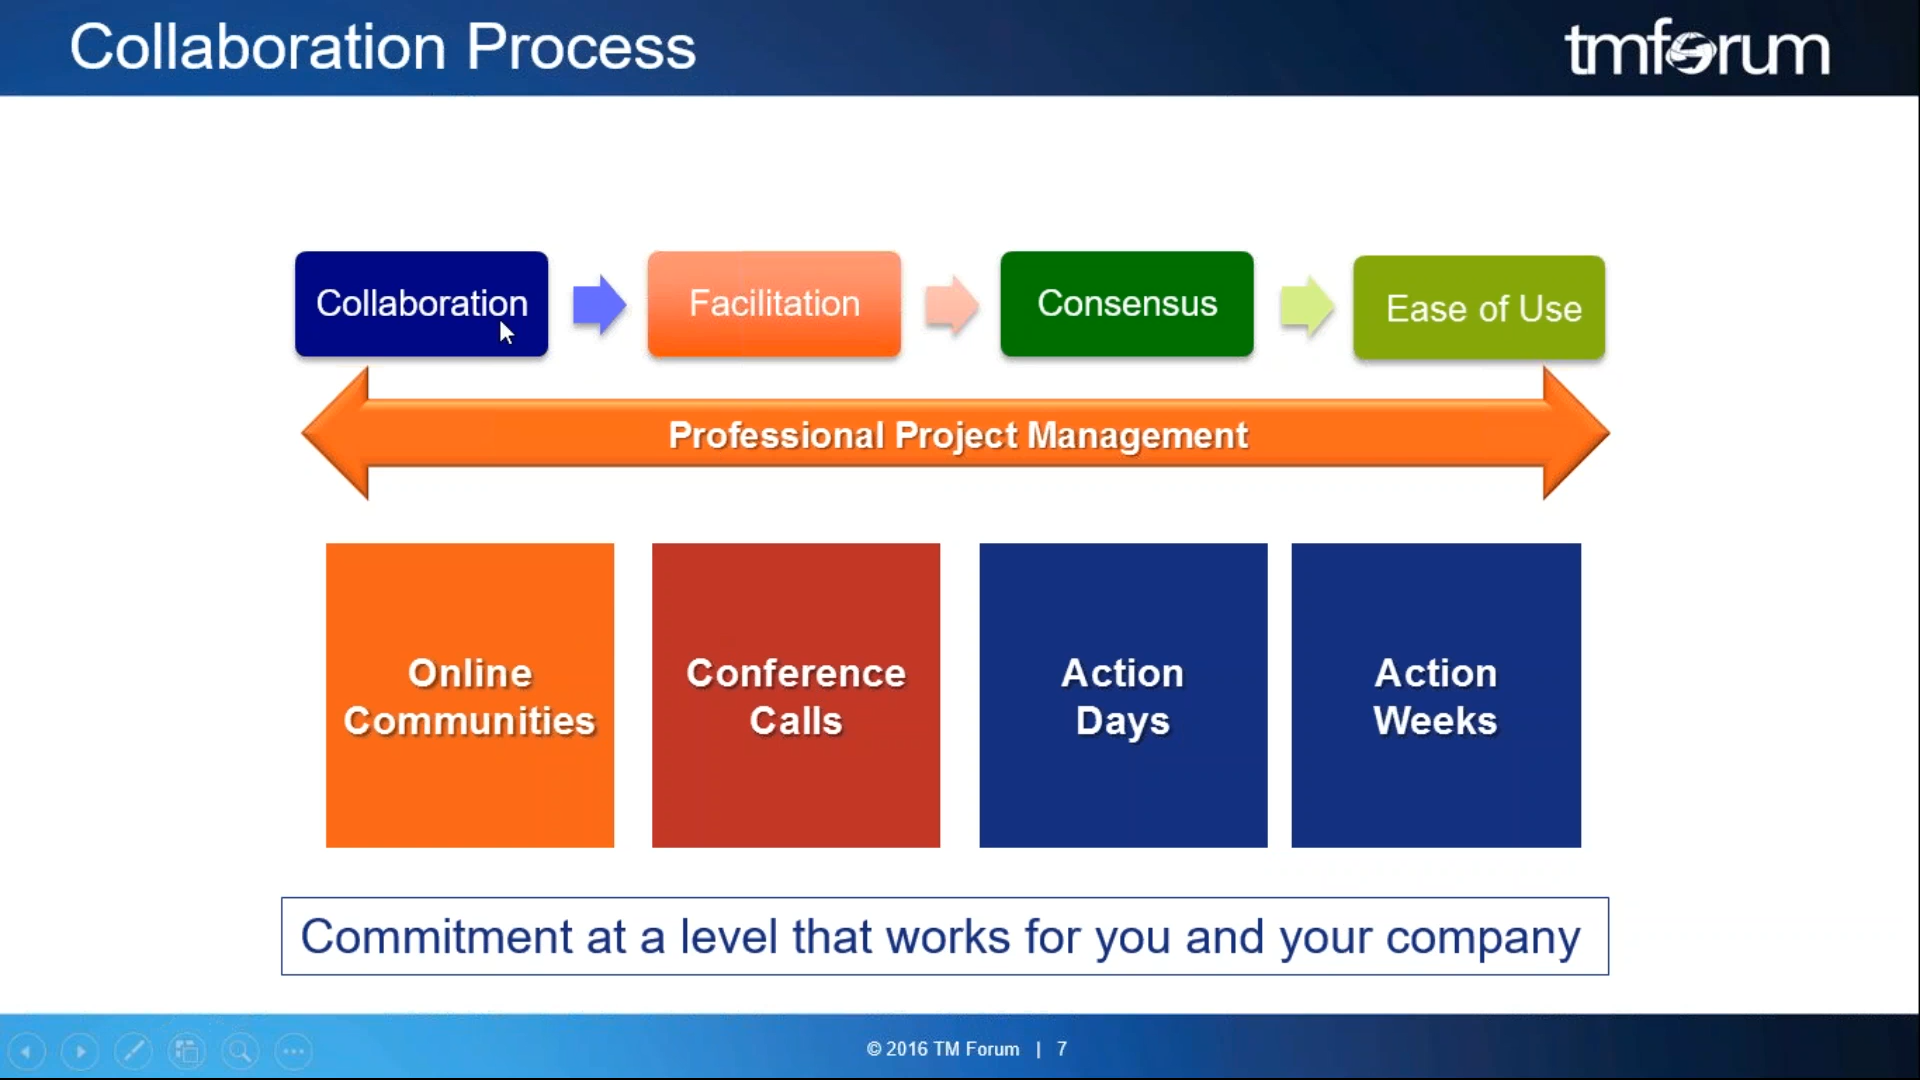 Collaboration Process
tmforum
Collaboration
Facilitation
Consensus
Ease of Use
Professional Project Management
Online
Communities
Conference
Calls
Action
Days
Action
Weeks
Commitment at a level that works for you and your company
© 2016 TM Forum | 7